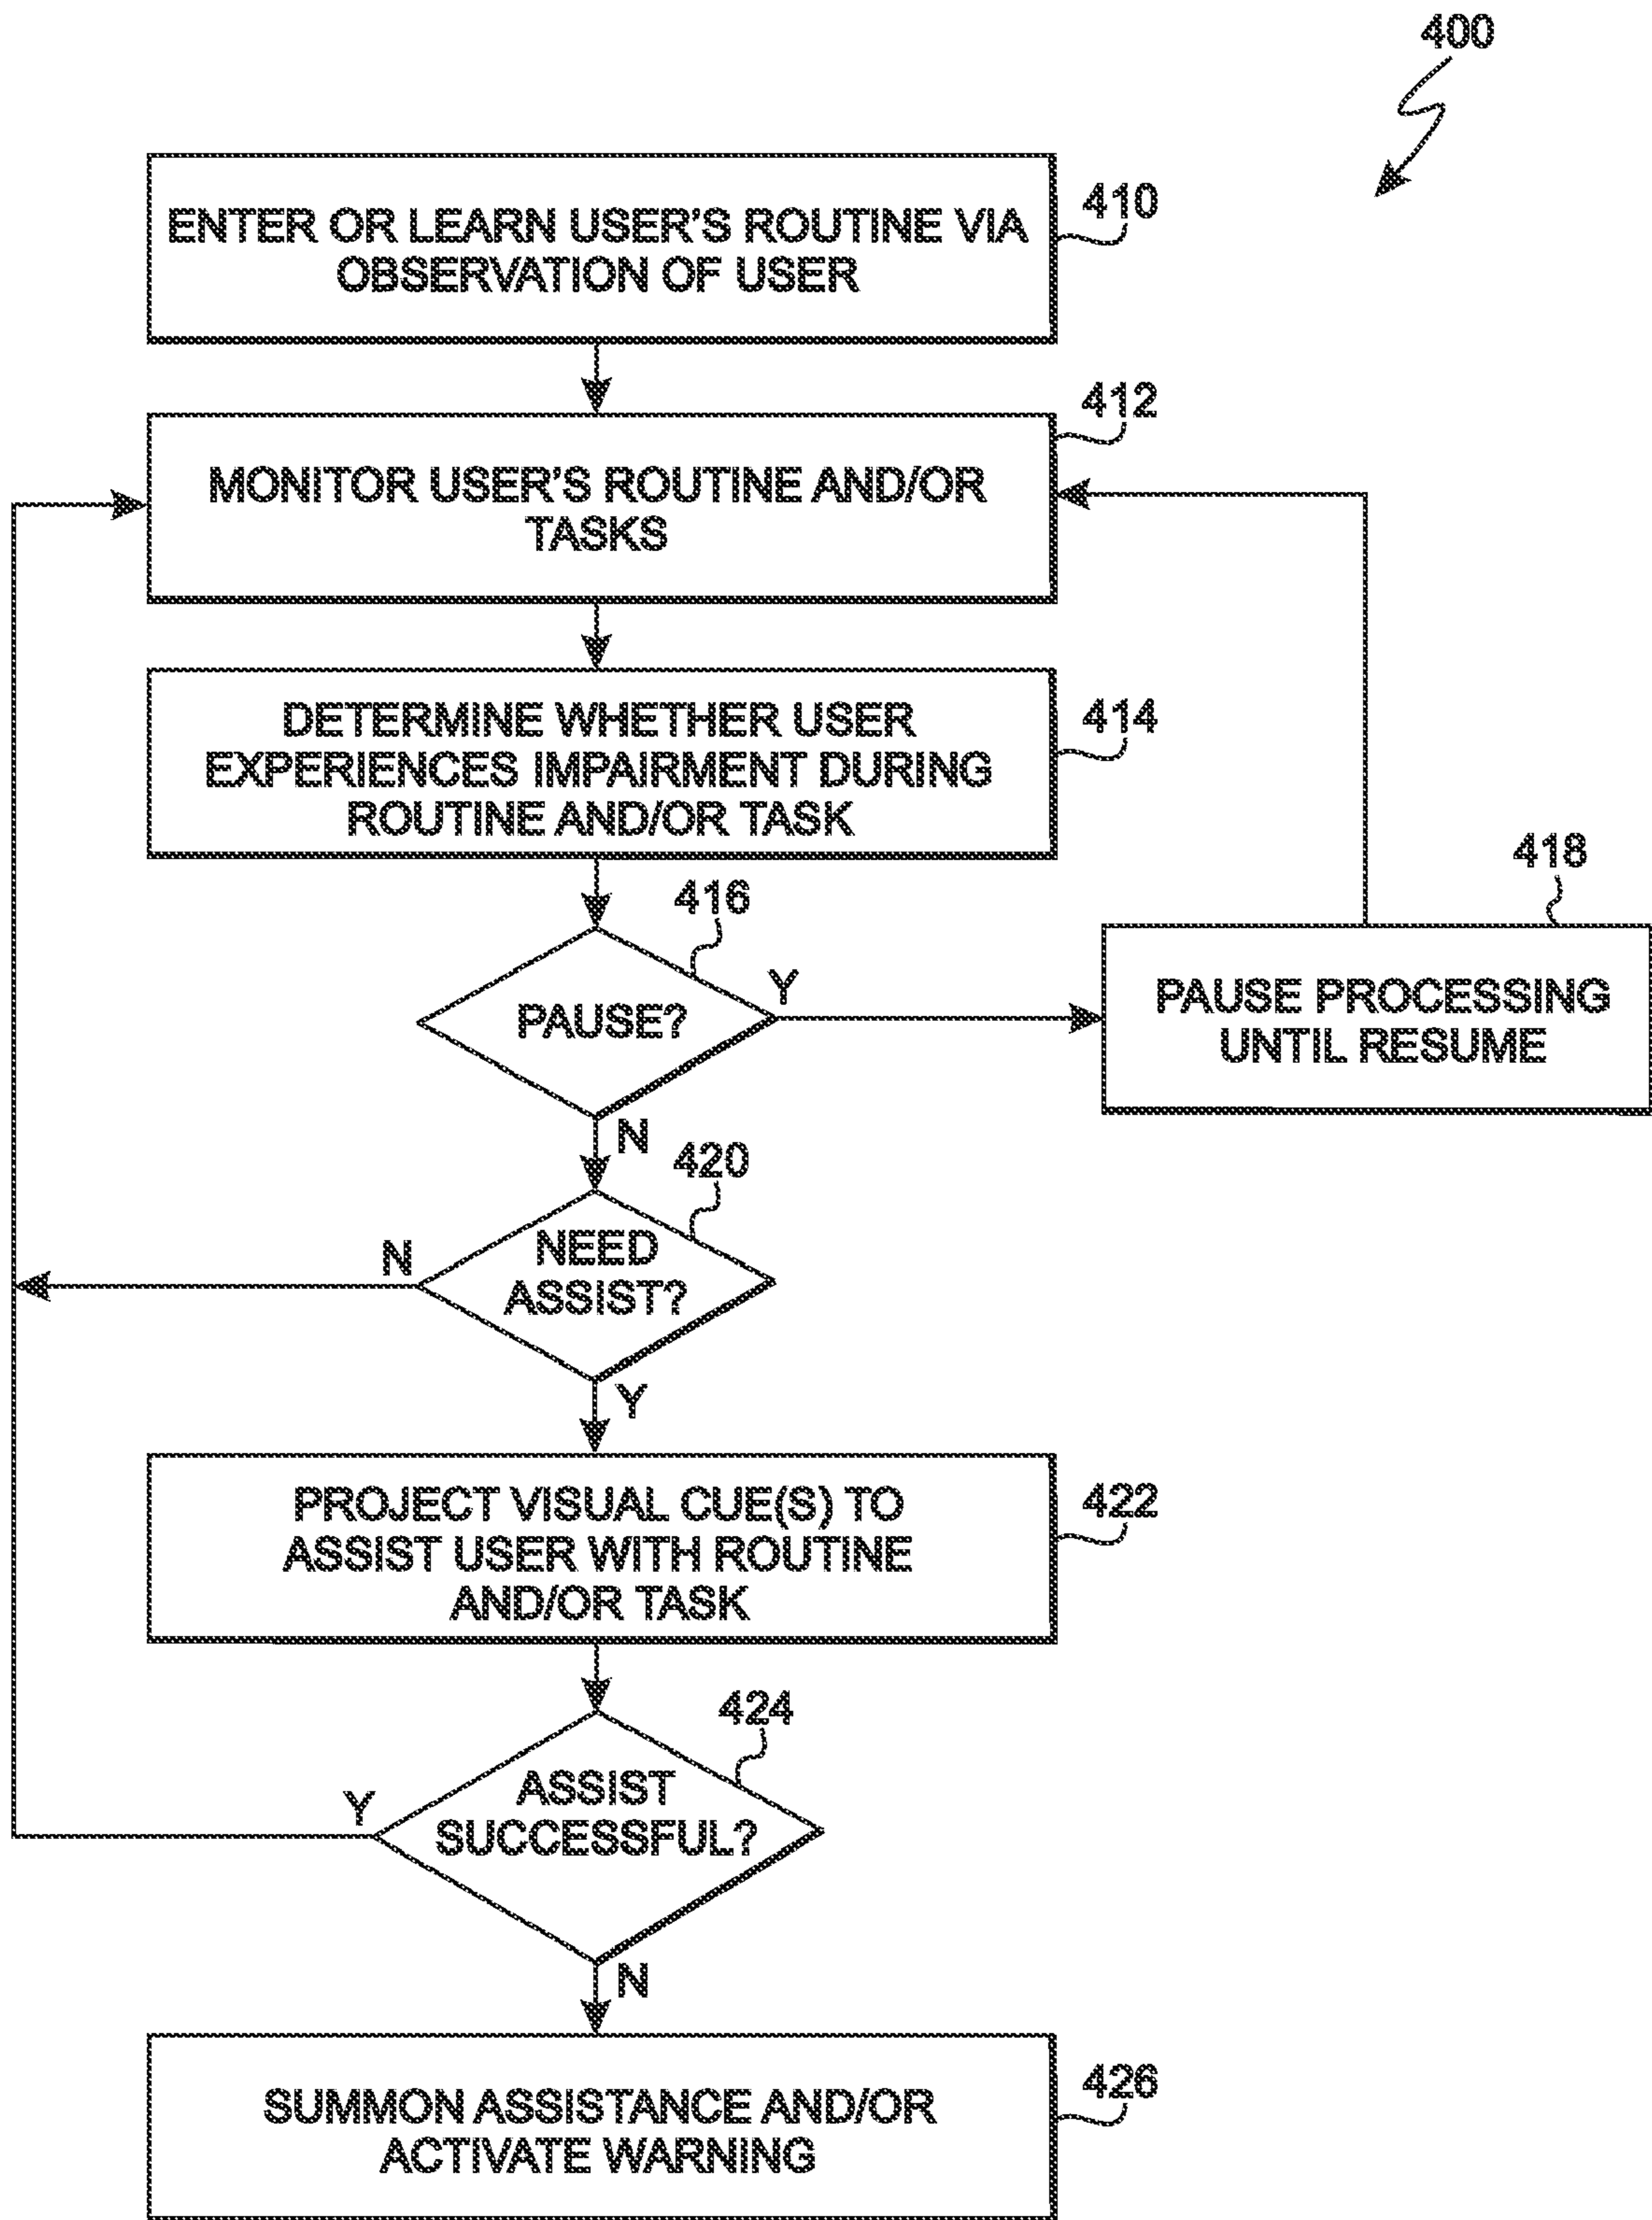 400
ENTER OR LEARN USER'S ROUTINE VIA
OBSERVATION OF USER
410
MONITOR USER'S ROUTINE AND/OR
TASKS
412
DETERMINE WHETHER USER
EXPERIENCES IMPAIRMENT DURING
ROUTINE AND/OR TASK
414
416
PAUSE?
Y
N
418
PAUSE PROCESSING
UNTIL RESUME
420
NEED
ASSIST?
N
Y
PROJECT VISUAL CUE(S) TO
ASSIST USER WITH ROUTINE
AND/OR TASK
422
424
ASSIST
SUCCESSFUL?
Y
N
SUMMON ASSISTANCE AND/OR
ACTIVATE WARNING
426